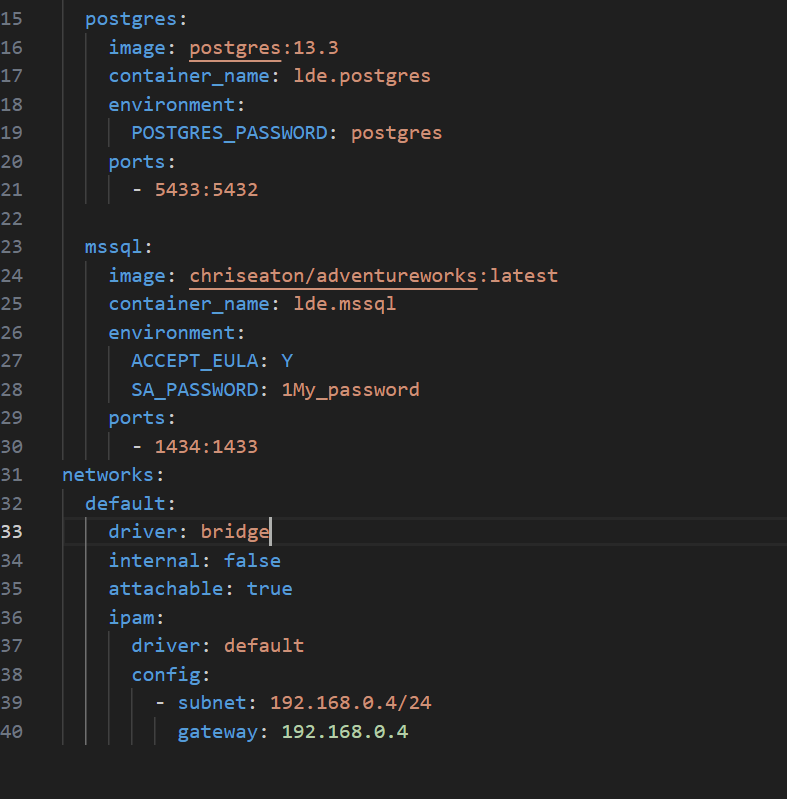 15 postgres:
16 image: postgres:13.3
17 container_name: lde.postgres
18 environment:
19 POSTGRES_PASSWORD: postgres
20 ports:
21 - 5433:5432
22
23 mssql:
24 image: chriseaton/adventureworks:latest
25 container_name: lde.mssql
26 environment:
27 ACCEPT_EULA: Y
28 SA_PASSWORD: 1My_password
29 ports:
30 - 1434:1433
31 networks:
32 default:
33 driver: bridge
34 internal: false
35 attachable: true
36 ipam:
37 driver: default
38 config:
39 - subnet: 192.168.0.4/24
40 gateway: 192.168.0.4